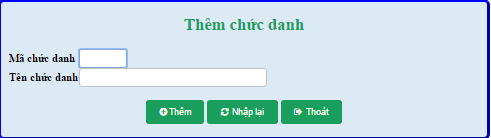 Thêm chức danh
Mã chức danh
Tên chức danh
Thêm Nhập lại Thoát